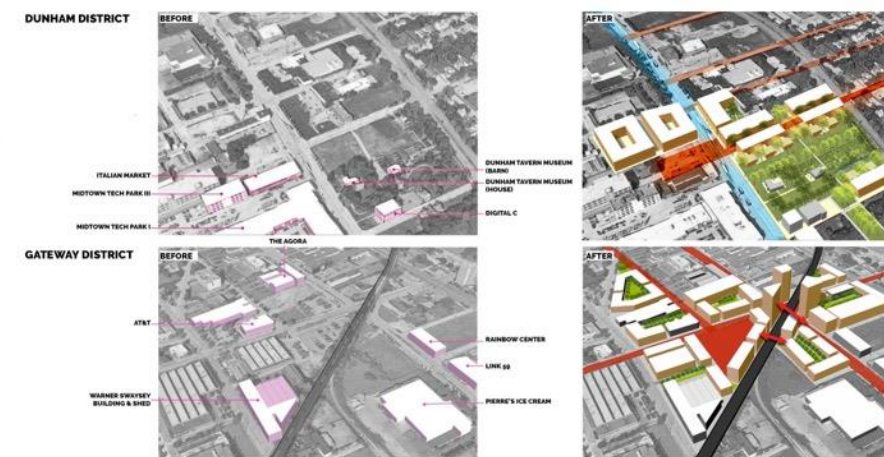 DUNHAM DISTRICT
BEFORE
AFTER
ITALIAN MARKET
MIDTOWN TECH PARK III
MIDTOWN TECH PARK I
DUNHAM TAVERN MUSEUM
(BARN)
DUNHAM TAVERN MUSEUM
(HOUSE)
DIGITAL C
GATEWAY DISTRICT
BEFORE
THE AGORA
AFTER
AT&T
WARNER SWAYSEY
BUILDING & SHED
RAINBOW CENTER
LINK 59
PIERRE'S ICE CREAM